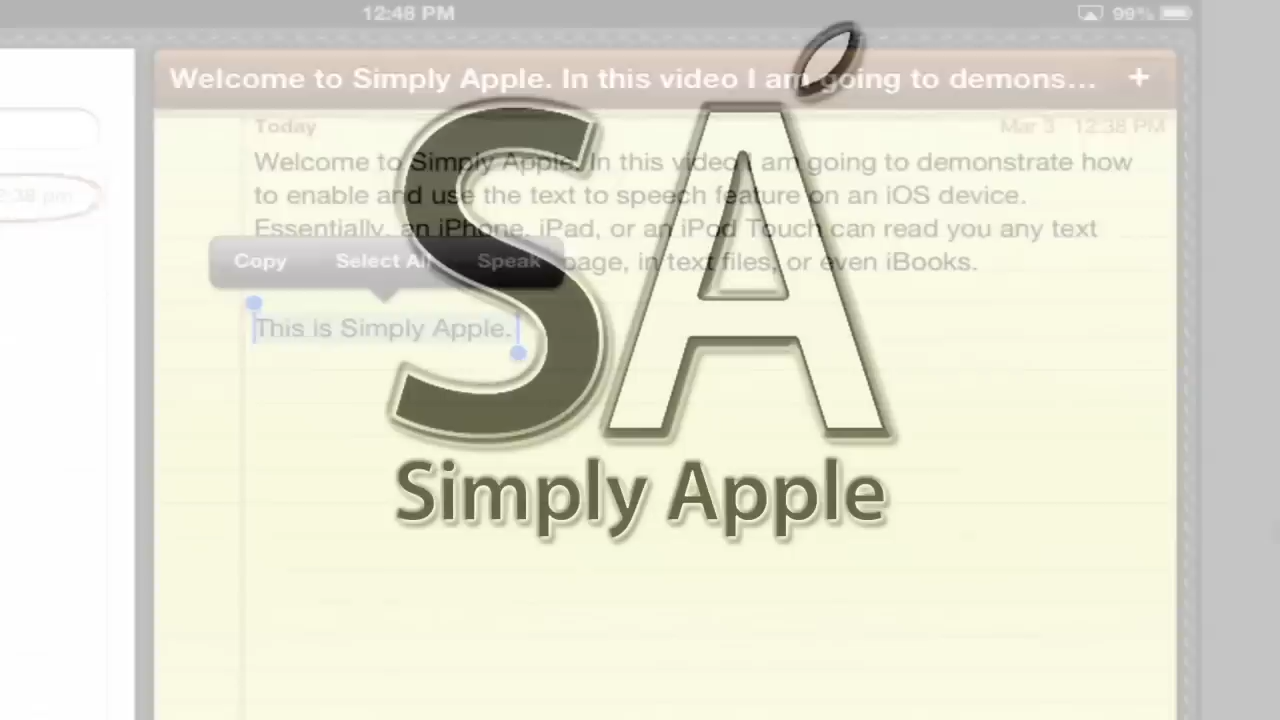 12:48 PM
99%
Welcome to Simply Apple. In this video I am going to demons... +
Today
Mar 3 12:38 PM
Welcome to Simply Apple. In this video I am going to demonstrate how
to enable and use the text to speech feature on an iOS device.
Essentially, an iPhone, iPad, or an iPod Touch can read you any text
page, in text files, or even iBooks.
2:38 pm
Copy Select All Speak
This is Simply Apple.
SA
Simply Apple